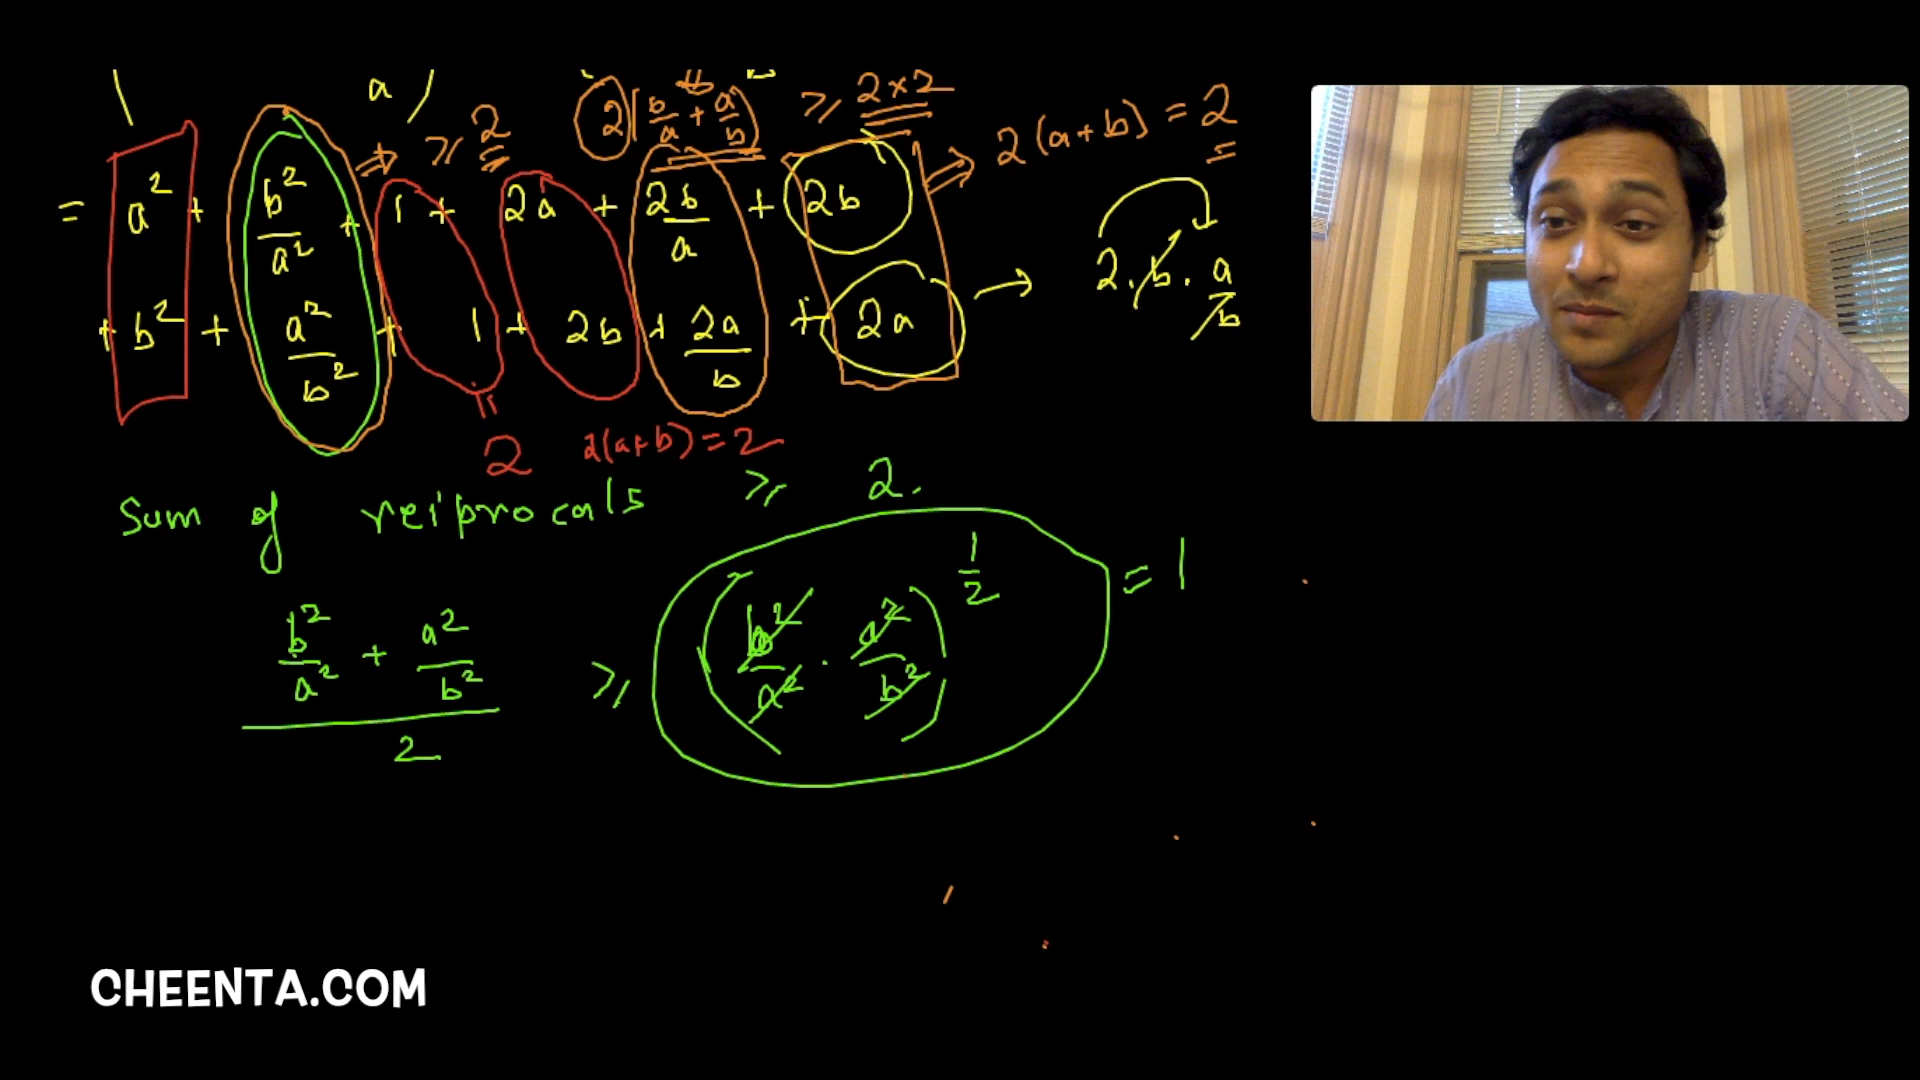 a
2(b/a + a/b) ≥ 2×2
≥ 2
⇒ 2(a+b) = 2
= a² + b²/a² + 1 + 2a + 2b/a + 2b
+ b² + a²/b² + 1 + 2b + 2a/b + 2a → 2·b·a/b
2 2(a+b) = 2
Sum of reiprocals ≥ 2.
(b²/a² + a²/b²)/2 ≥ (b²/a² · a²/b²)^1/2 = 1
CHEENTA.COM